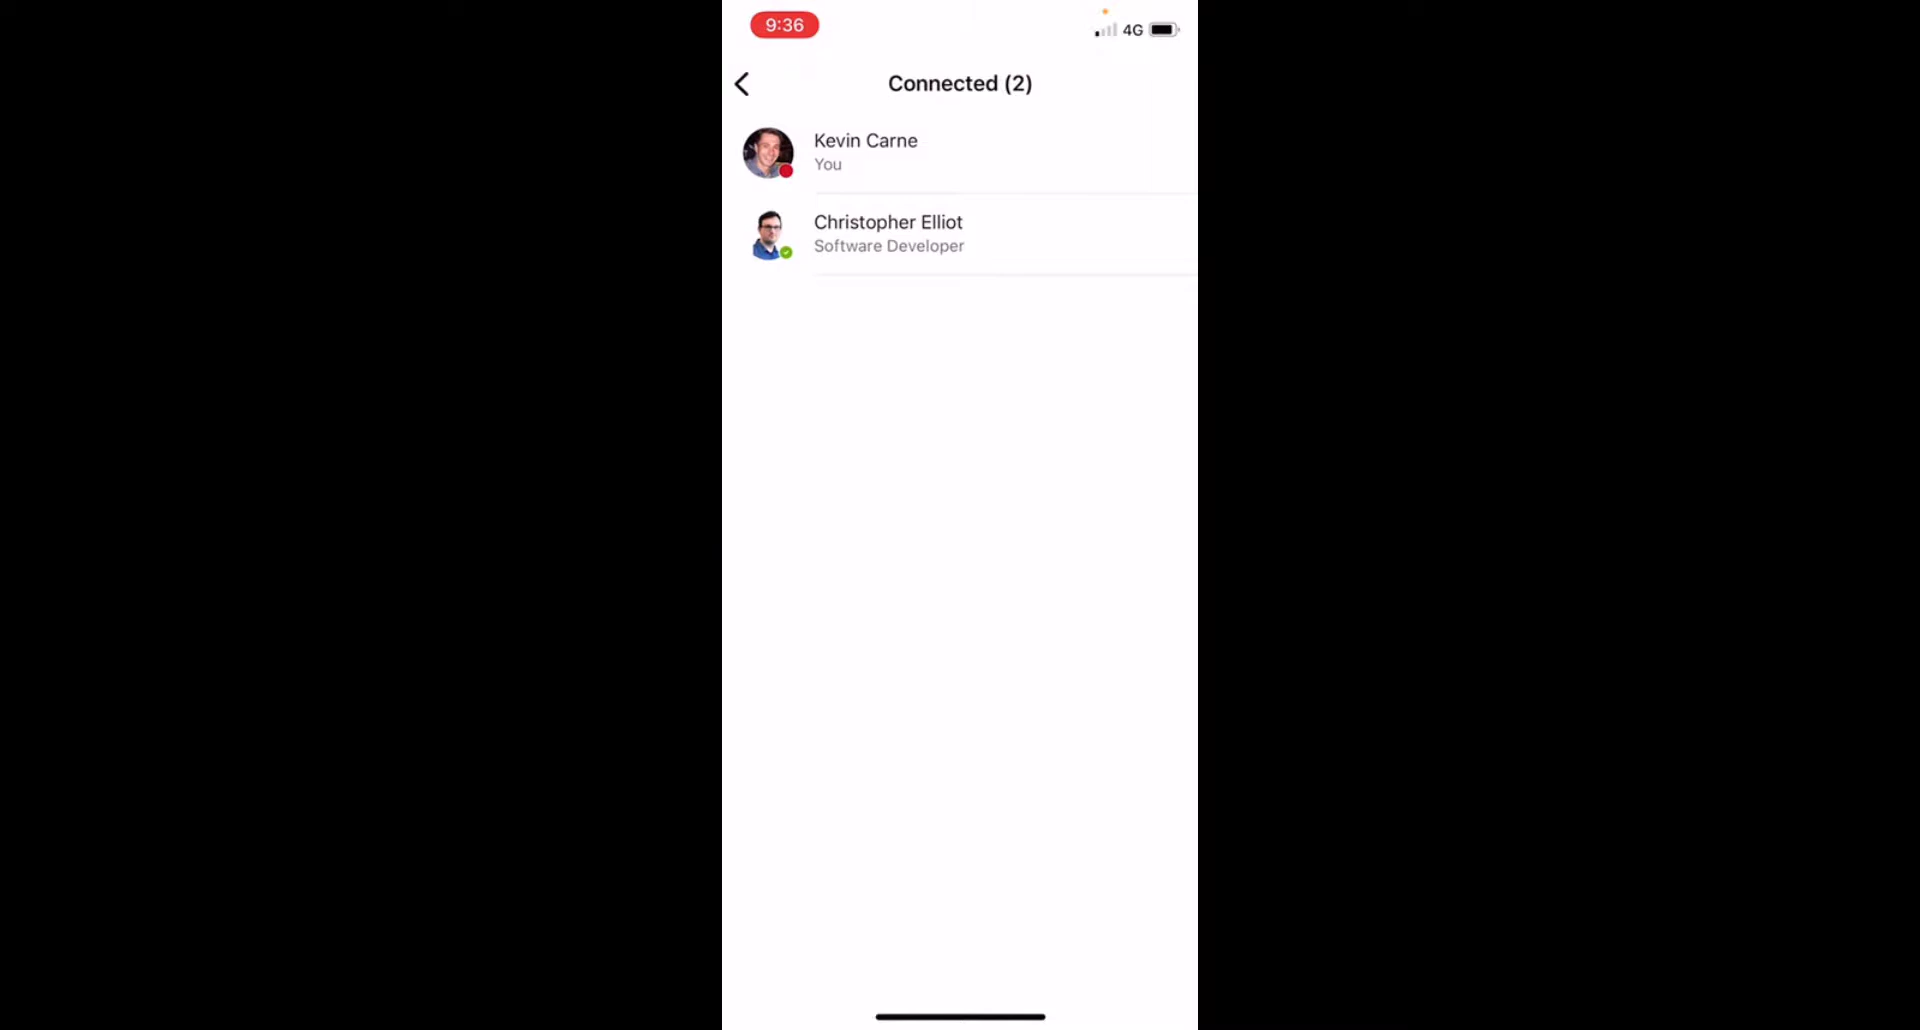 9:36
4G
Connected (2)
Kevin Carne
You
Christopher Elliot
Software Developer